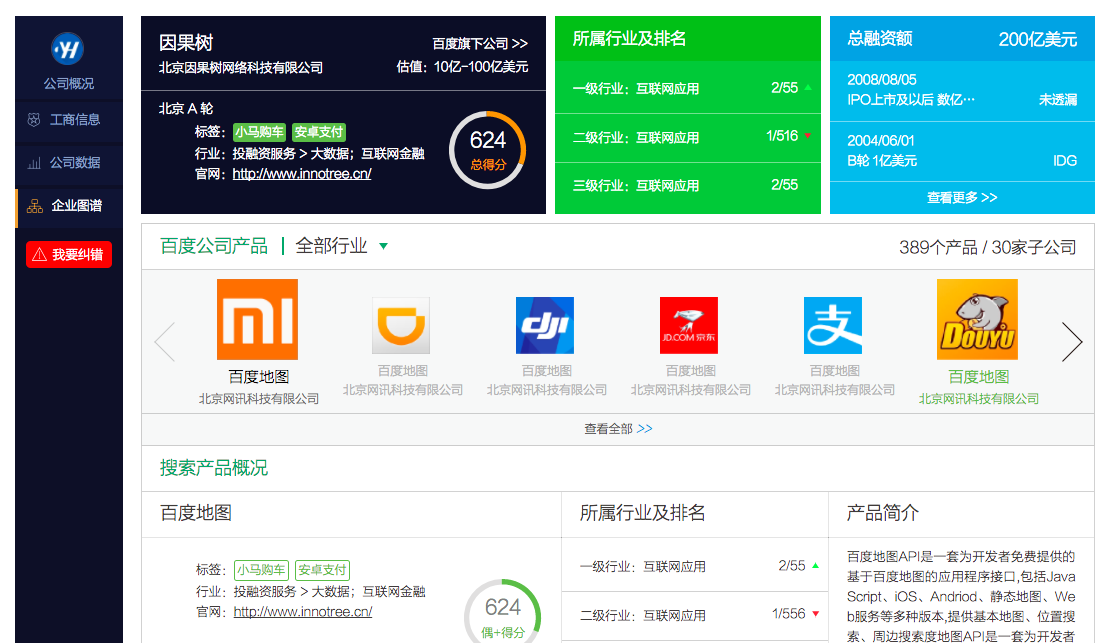 YH
公司概况
工商信息
公司数据
企业图谱
我要纠错
因果树
百度旗下公司 >>
北京因果树网络科技有限公司
估值：10亿-100亿美元
北京 A 轮
标签： 小马购车 安卓支付
行业：投融资服务 > 大数据；互联网金融
官网：http://www.innotree.cn/
624
总得分
所属行业及排名
一级行业：互联网应用 2/55
二级行业：互联网应用 1/516
三级行业：互联网应用 2/55
总融资额 200亿美元
2008/08/05
IPO上市及以后 数亿… 未透漏
2004/06/01
B轮 1亿美元 IDG
查看更多 >>
百度公司产品 | 全部行业
389个产品 / 30家子公司
mi
百度地图
北京网讯科技有限公司
百度地图
北京网讯科技有限公司
dji
百度地图
北京网讯科技有限公司
JD.COM 京东
百度地图
北京网讯科技有限公司
支
百度地图
北京网讯科技有限公司
DOUYU
百度地图
北京网讯科技有限公司
查看全部 >>
搜索产品概况
百度地图
标签： 小马购车 安卓支付
行业：投融资服务 > 大数据；互联网金融
官网：http://www.innotree.cn/
624
偶+得分
所属行业及排名
一级行业：互联网应用 2/55
二级行业：互联网应用 1/556
产品简介
百度地图API是一套为开发者免费提供的
基于百度地图的应用程序接口,包括Java
Script、iOS、Andriod、静态地图、We
b服务等多种版本,提供基本地图、位置搜
索、周边搜索度地图API是一套为开发者